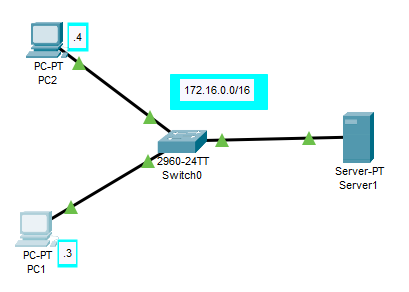 .4
PC-PT
PC2
172.16.0.0/16
2960-24TT
Switch0
Server-PT
Server1
PC-PT
PC1
.3